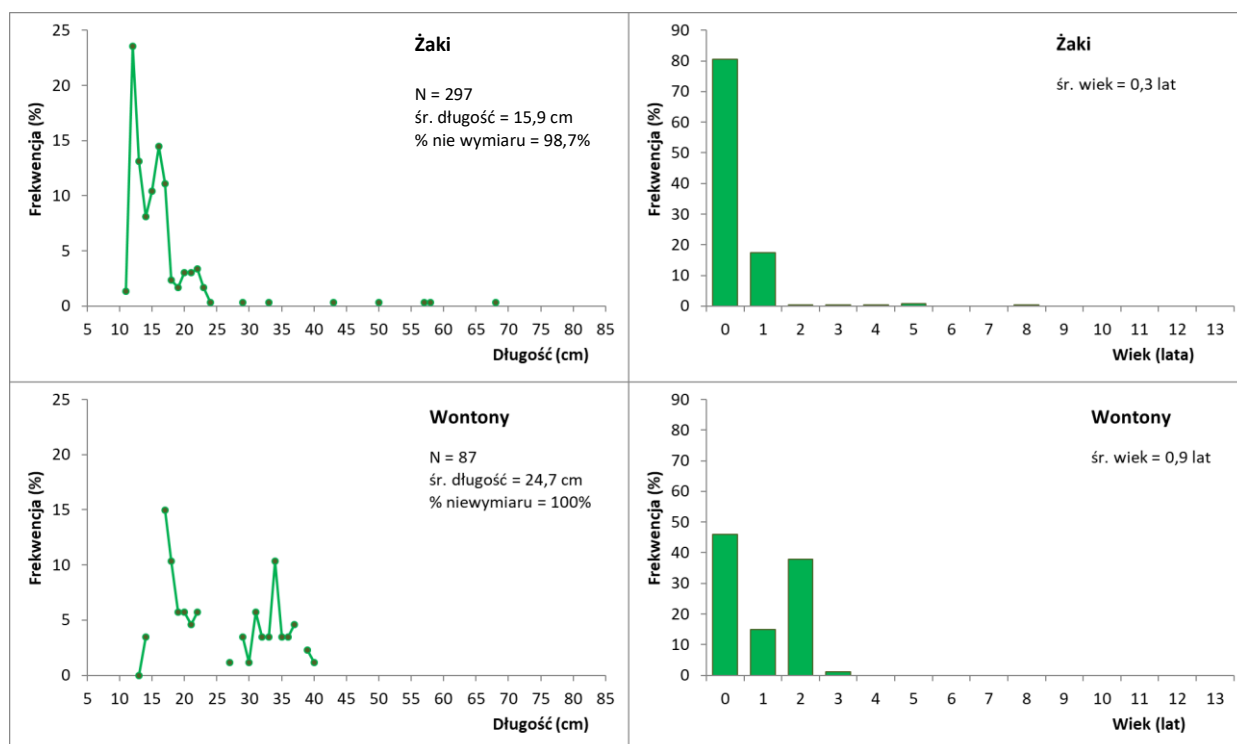 Żaki
N = 297
śr. długość = 15,9 cm
% nie wymiaru = 98,7%
Frekwencja (%)
25
20
15
10
5
0
5 10 15 20 25 30 35 40 45 50 55 60 65 70 75 80 85
Długość (cm)
Żaki
śr. wiek = 0,3 lat
Frekwencja (%)
90
80
70
60
50
40
30
20
10
0
0 1 2 3 4 5 6 7 8 9 10 11 12 13
Wiek (lata)
Wontony
N = 87
śr. długość = 24,7 cm
% niewymiaru = 100%
Frekwencja (%)
25
20
15
10
5
0
5 10 15 20 25 30 35 40 45 50 55 60 65 70 75 80 85
Długość (cm)
Wontony
śr. wiek = 0,9 lat
Frekwencja (%)
90
80
70
60
50
40
30
20
10
0
0 1 2 3 4 5 6 7 8 9 10 11 12 13
Wiek (lat)